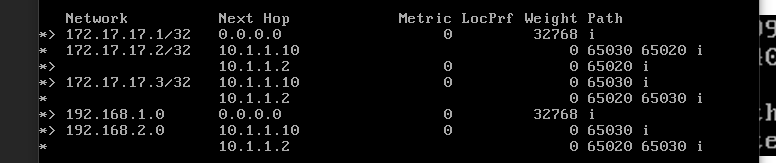 Network Next Hop Metric LocPrf Weight Path
*> 172.17.17.1/32 0.0.0.0 0 32768 i
* 172.17.17.2/32 10.1.1.10 0 65030 65020 i
*> 10.1.1.2 0 0 65020 i
*> 172.17.17.3/32 10.1.1.10 0 0 65030 i
* 10.1.1.2 0 65020 65030 i
*> 192.168.1.0 0.0.0.0 0 32768 i
*> 192.168.2.0 10.1.1.10 0 0 65030 i
* 10.1.1.2 0 65020 65030 i